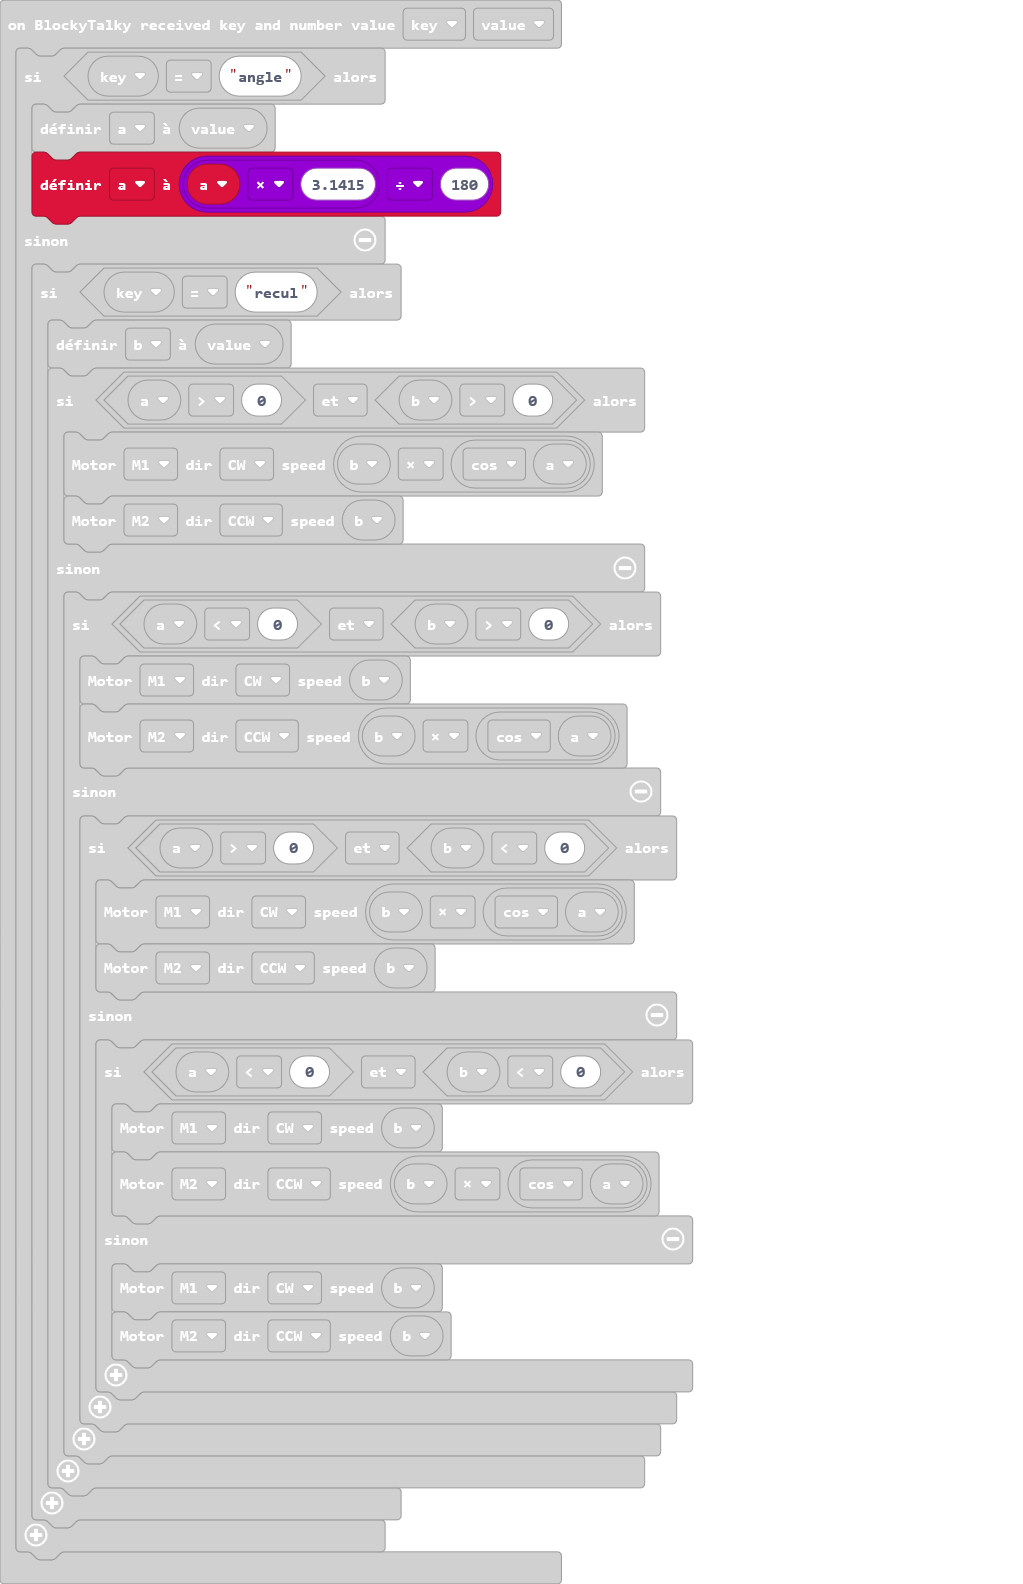 on BlockyTalky received key and number value key value
si key = "angle" alors
définir a à value
définir a à a × 3.1415 ÷ 180
sinon
si key = "recul" alors
définir b à value
si a > 0 et b > 0 alors
Motor M1 dir CW speed b × cos a
Motor M2 dir CCW speed b
sinon
si a < 0 et b > 0 alors
Motor M1 dir CW speed b
Motor M2 dir CCW speed b × cos a
sinon
si a > 0 et b < 0 alors
Motor M1 dir CW speed b × cos a
Motor M2 dir CCW speed b
sinon
si a < 0 et b < 0 alors
Motor M1 dir CW speed b
Motor M2 dir CCW speed b × cos a
sinon
Motor M1 dir CW speed b
Motor M2 dir CCW speed b